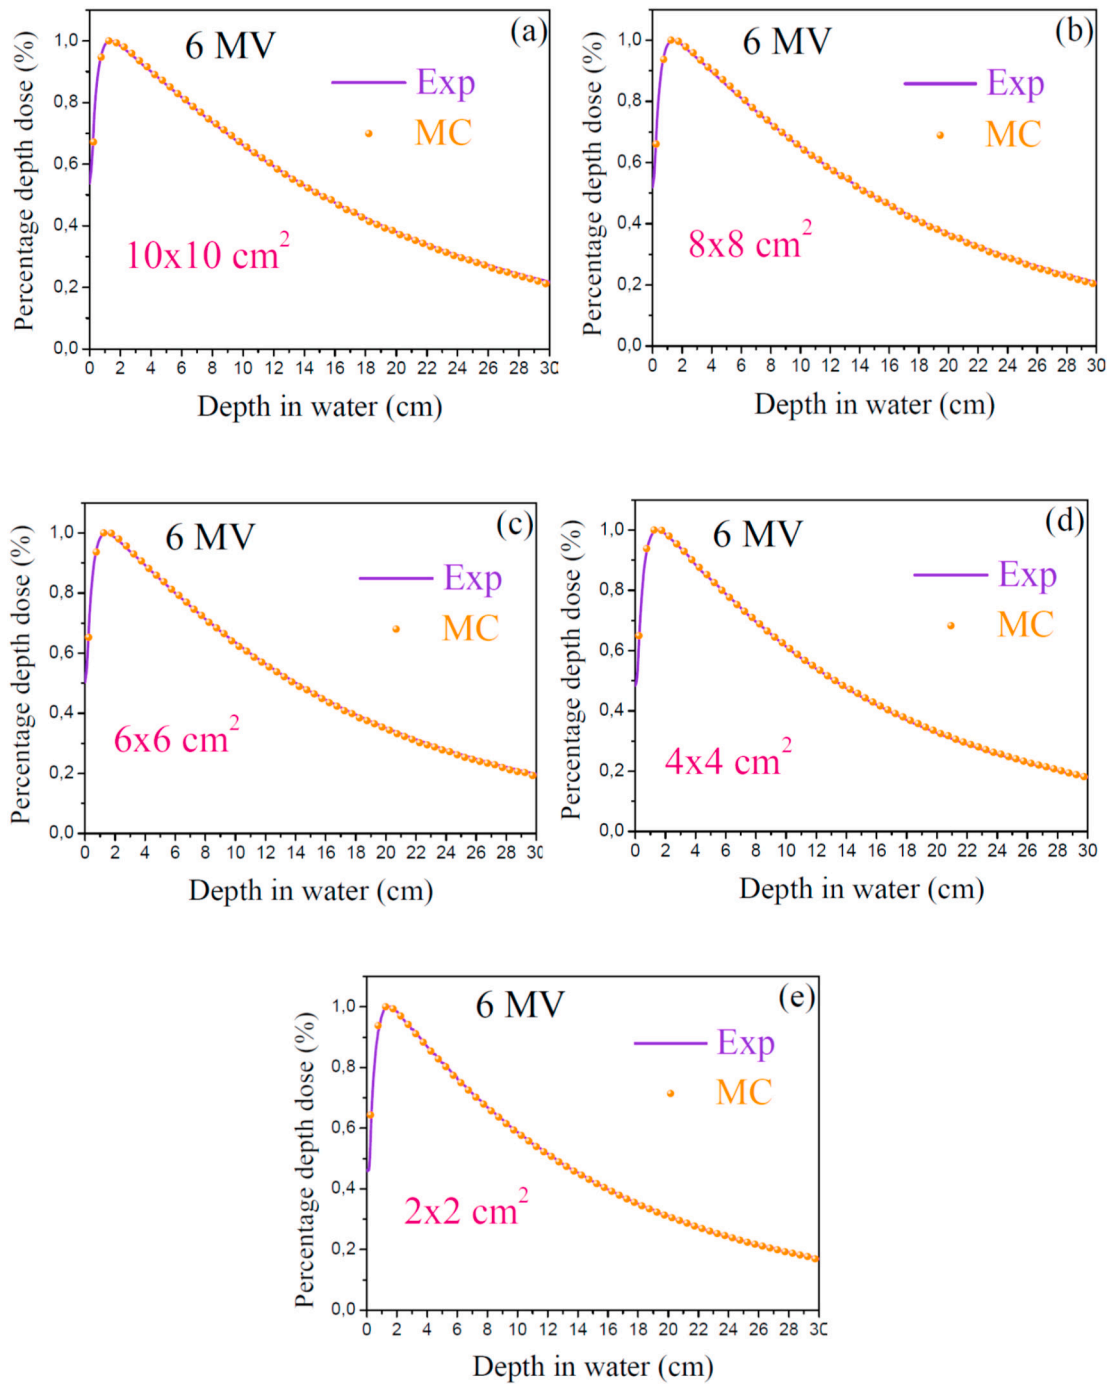 (a)
6 MV
Exp
MC
10x10 cm²
Percentage depth dose (%)
1,0
0,8
0,6
0,4
0,2
0,0
0 2 4 6 8 10 12 14 16 18 20 22 24 26 28 30
Depth in water (cm)
(b)
6 MV
Exp
MC
8x8 cm²
Percentage depth dose (%)
1,0
0,8
0,6
0,4
0,2
0,0
0 2 4 6 8 10 12 14 16 18 20 22 24 26 28 30
Depth in water (cm)
(c)
6 MV
Exp
MC
6x6 cm²
Percentage depth dose (%)
1,0
0,8
0,6
0,4
0,2
0,0
0 2 4 6 8 10 12 14 16 18 20 22 24 26 28 30
Depth in water (cm)
(d)
6 MV
Exp
MC
4x4 cm²
Percentage depth dose (%)
1,0
0,8
0,6
0,4
0,2
0,0
0 2 4 6 8 10 12 14 16 18 20 22 24 26 28 30
Depth in water (cm)
(e)
6 MV
Exp
MC
2x2 cm²
Percentage depth dose (%)
1,0
0,8
0,6
0,4
0,2
0,0
0 2 4 6 8 10 12 14 16 18 20 22 24 26 28 30
Depth in water (cm)